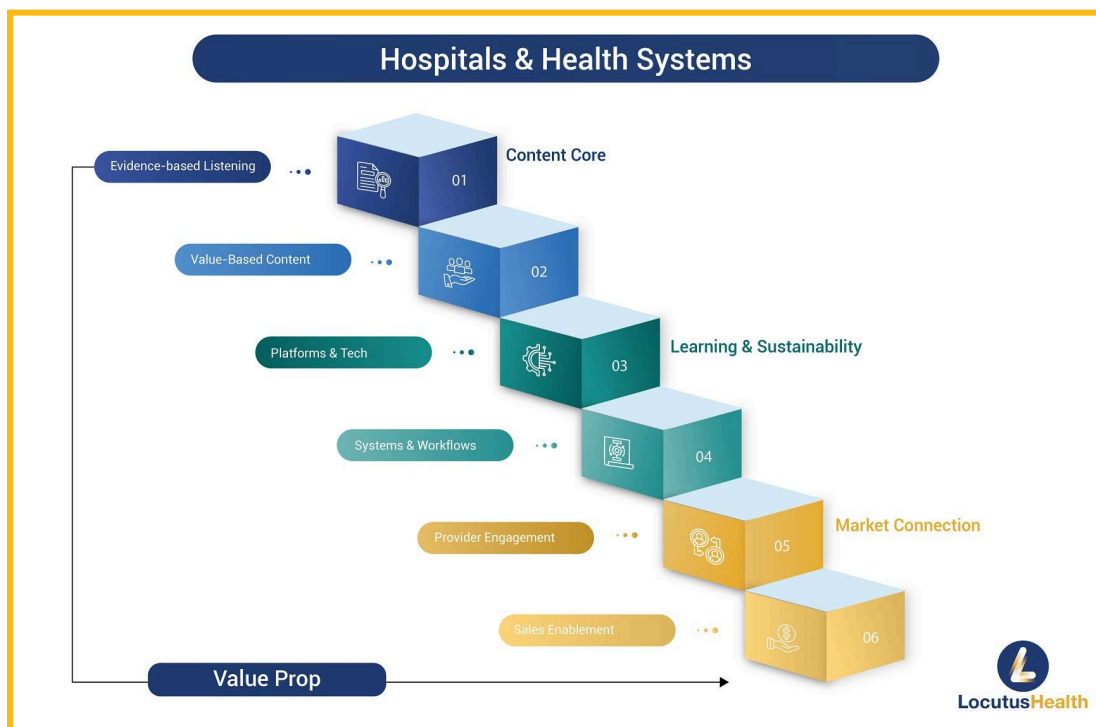 Hospitals & Health Systems
Evidence-based Listening
01
Content Core
Value-Based Content
02
Platforms & Tech
03
Learning & Sustainability
Systems & Workflows
04
Provider Engagement
05
Market Connection
Sales Enablement
06
Value Prop
LocutusHealth